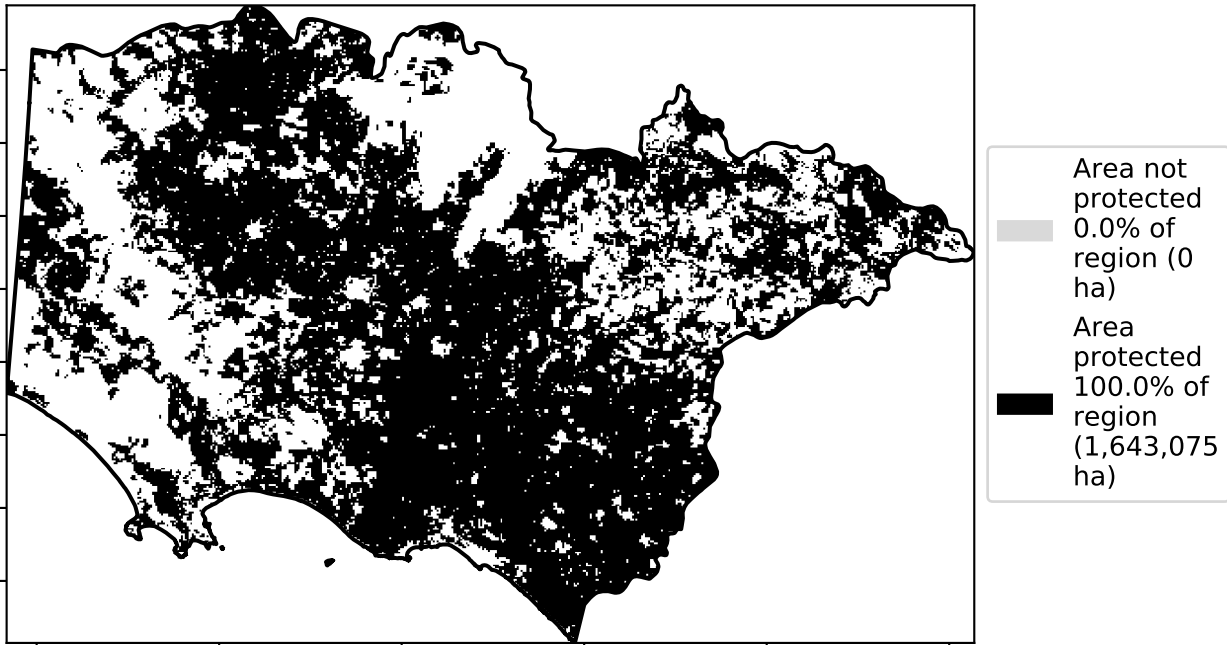 Area not
protected
0.0% of
region (0
ha)
Area
protected
100.0% of
region
(1,643,075
ha)